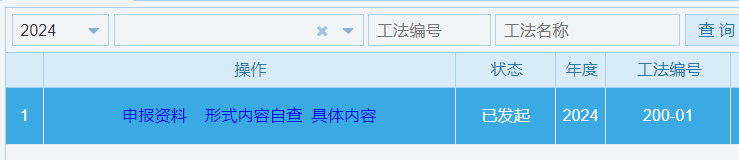 2024 工法编号 工法名称 查 询
操作 状态 年度 工法编号
1 申报资料 形式内容自查 具体内容 已发起 2024 200-01